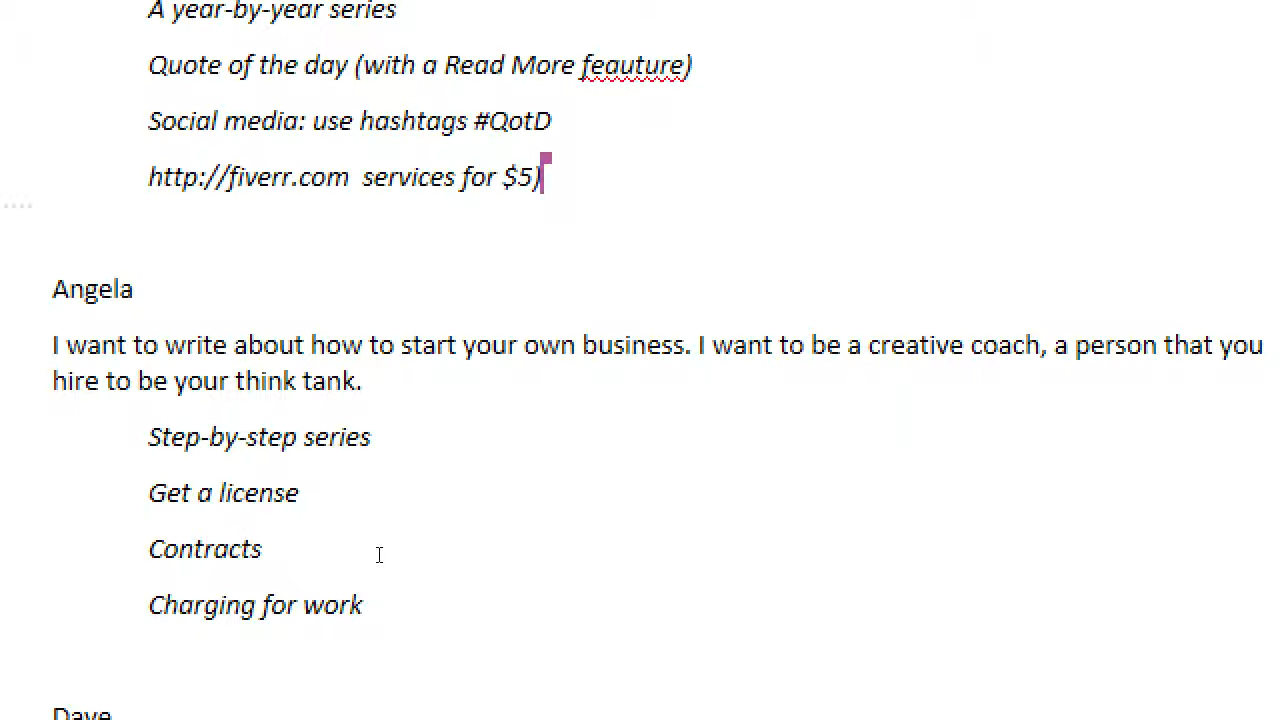 A year-by-year series
Quote of the day (with a Read More feauture)
Social media: use hashtags #QotD
http://fiverr.com  services for $5)
Angela
I want to write about how to start your own business. I want to be a creative coach, a person that you
hire to be your think tank.
Step-by-step series
Get a license
Contracts
Charging for work
Dave